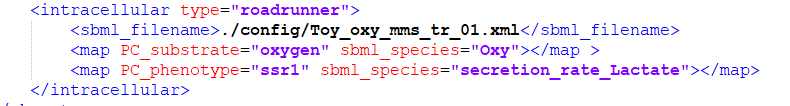 <intracellular type="roadrunner">
<sbml_filename>./config/Toy_oxy_mms_tr_01.xml</sbml_filename>
<map PC_substrate="oxygen" sbml_species="Oxy"></map >
<map PC_phenotype="ssr1" sbml_species="secretion_rate_Lactate"></map>
</intracellular>